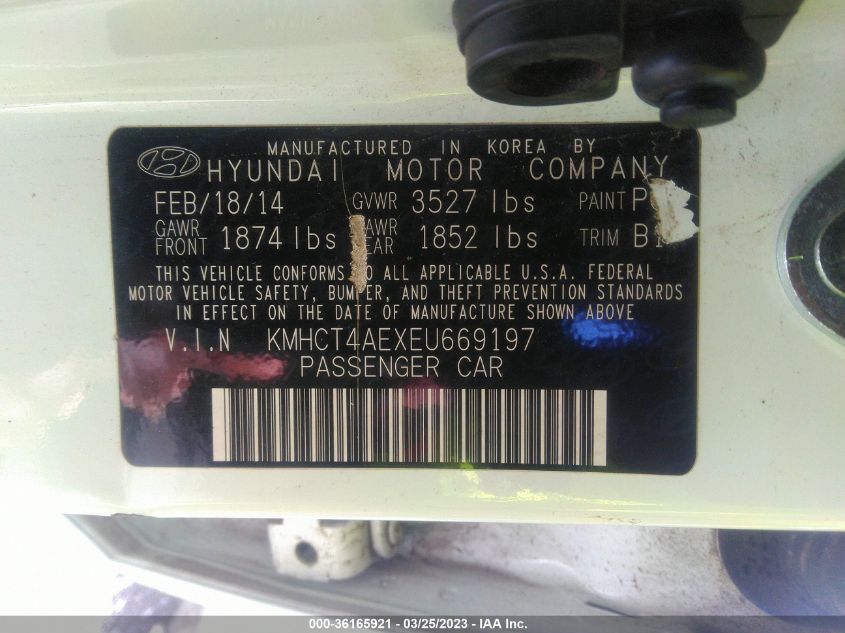 MANUFACTURED IN KOREA BY
HYUNDAI MOTOR COMPANY
FEB/18/14 GVWR 3527 lbs PAINT
GAWR FRONT 1874 lbs 1852 lbs TRIM
THIS VEHICLE CONFORMS TO ALL APPLICABLE U.S.A. FEDERAL
MOTOR VEHICLE SAFETY, BUMPER, AND THEFT PREVENTION STANDARDS
IN EFFECT ON THE DATE OF MANUFACTURE SHOWN ABOVE
V.I.N KMHCT4AEXEU669197
PASSENGER CAR
000-36165921 - 03/25/2023 - IAA Inc.